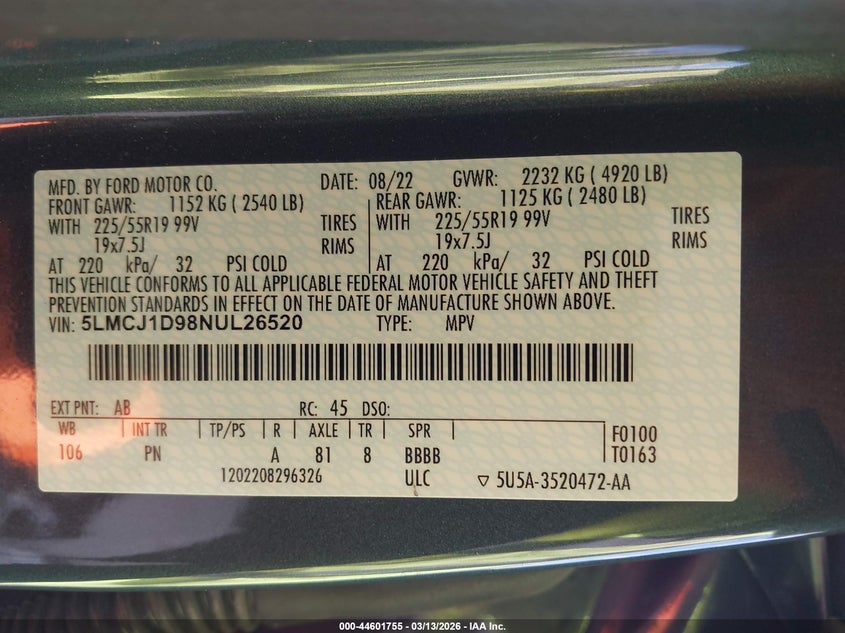 MFD. BY FORD MOTOR CO. DATE: 08/22 GVWR: 2232 KG ( 4920 LB)
FRONT GAWR: 1152 KG ( 2540 LB) REAR GAWR: 1125 KG ( 2480 LB)
WITH 225/55R19 99V TIRES WITH 225/55R19 99V TIRES
19x7.5J RIMS 19x7.5J RIMS
AT 220 kPa/ 32 PSI COLD AT 220 kPa/ 32 PSI COLD
THIS VEHICLE CONFORMS TO ALL APPLICABLE FEDERAL MOTOR VEHICLE SAFETY AND THEFT
PREVENTION STANDARDS IN EFFECT ON THE DATE OF MANUFACTURE SHOWN ABOVE.
VIN: 5LMCJ1D98NUL26520 TYPE: MPV
EXT PNT: AB RC: 45 DSO:
WB INT TR TP/PS R AXLE TR SPR F0100
106 PN A 81 8 BBBB T0163
1202208296326 ULC ▽ 5U5A-3520472-AA
000-44601755 - 03/13/2026 - IAA Inc.